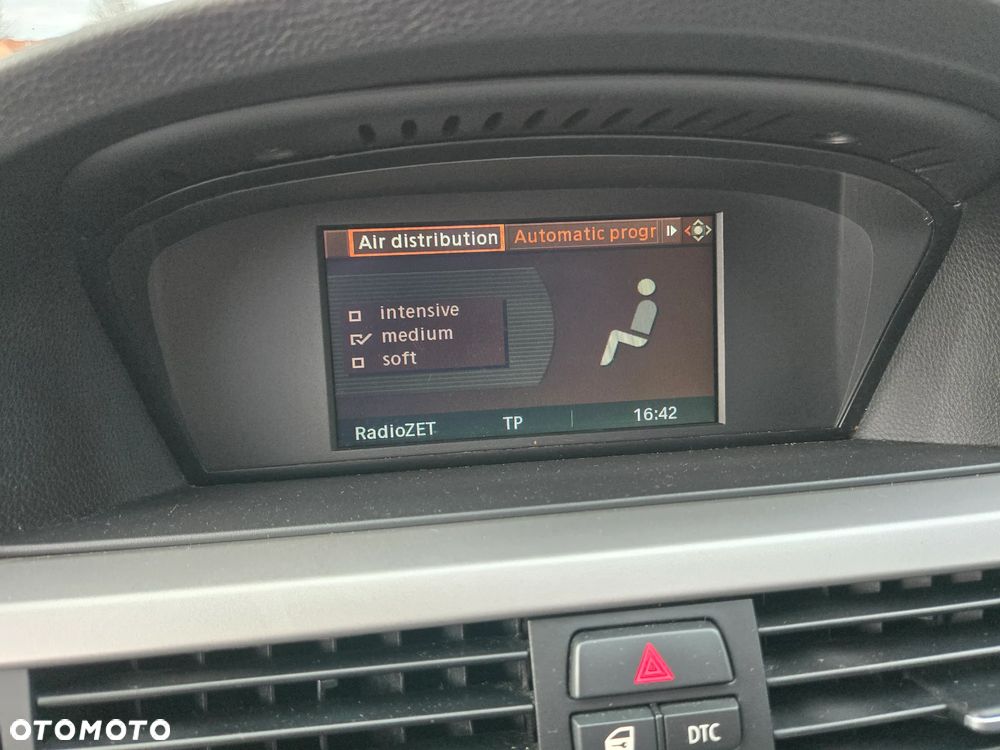 Air distribution Automatic progr
intensive
medium
soft
RadioZET TP 16:42
DTC
OTOMOTO